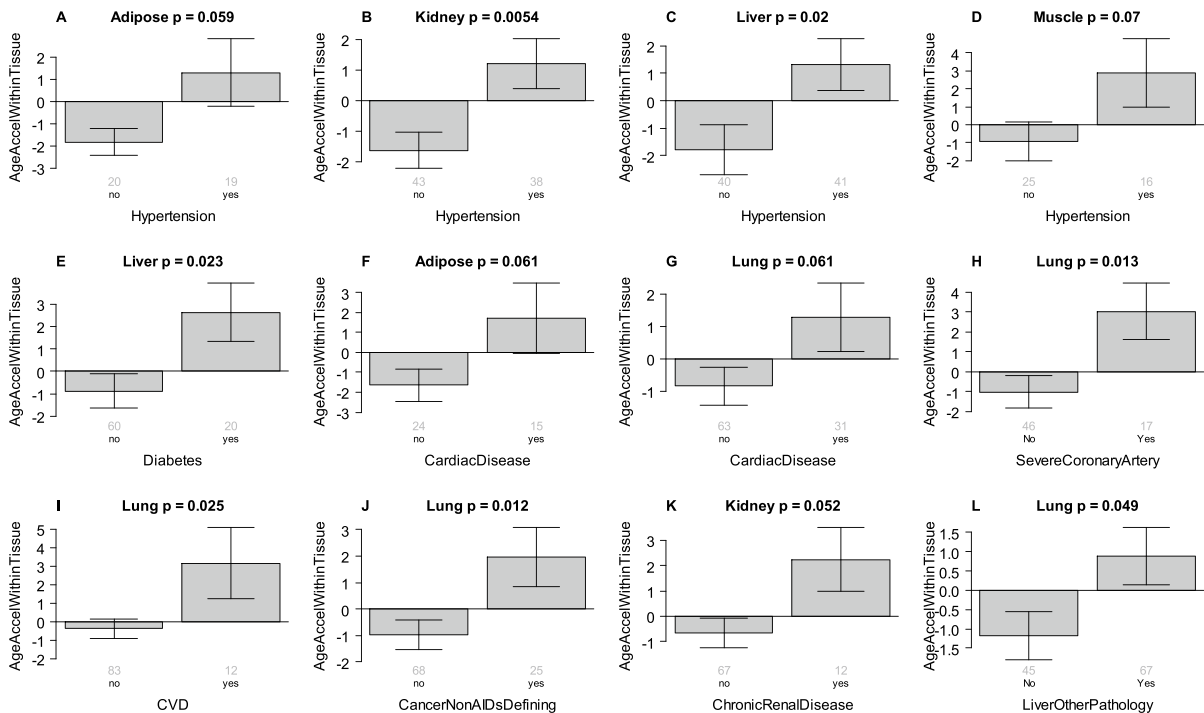 A Adipose p = 0.059
AgeAccelWithinTissue
2
1
0
-1
-2
-3
20 19
no yes
Hypertension
B Kidney p = 0.0054
AgeAccelWithinTissue
2
1
0
-1
-2
43 38
no yes
Hypertension
C Liver p = 0.02
AgeAccelWithinTissue
2
1
0
-1
-2
40 41
no yes
Hypertension
D Muscle p = 0.07
AgeAccelWithinTissue
4
3
2
1
0
-1
-2
25 16
no yes
Hypertension
E Liver p = 0.023
AgeAccelWithinTissue
3
2
1
0
-1
-2
60 20
no yes
Diabetes
F Adipose p = 0.061
AgeAccelWithinTissue
3
2
1
0
-1
-2
-3
24 15
no yes
CardiacDisease
G Lung p = 0.061
AgeAccelWithinTissue
2
1
0
-1
63 31
no yes
CardiacDisease
H Lung p = 0.013
AgeAccelWithinTissue
4
3
2
1
0
-1
-2
46 17
No Yes
SevereCoronaryArtery
I Lung p = 0.025
AgeAccelWithinTissue
5
4
3
2
1
0
-1
-2
83 12
no yes
CVD
J Lung p = 0.012
AgeAccelWithinTissue
3
2
1
0
-1
-2
68 25
no yes
CancerNonAIDsDefining
K Kidney p = 0.052
AgeAccelWithinTissue
3
2
1
0
-1
67 12
no yes
ChronicRenalDisease
L Lung p = 0.049
AgeAccelWithinTissue
1.5
1.0
0.5
0.0
-0.5
-1.0
-1.5
45 67
No Yes
LiverOtherPathology